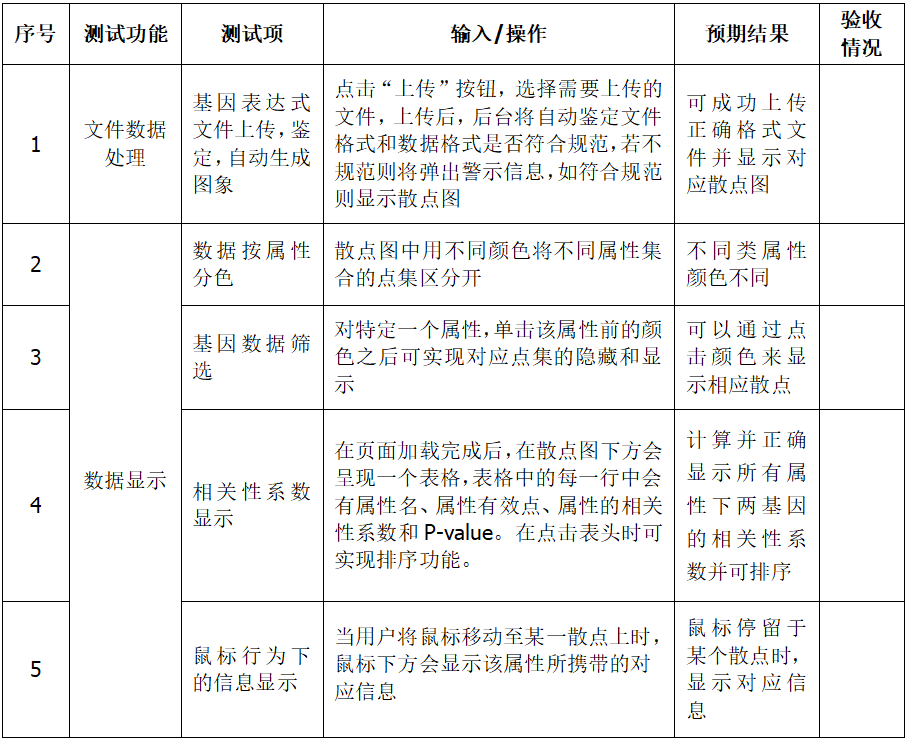 序号 测试功能 测试项 输入/操作 预期结果 验收
情况
1
文件数据
处理
基因表达式
文件上传，鉴
定，自动生成
图象
点击“上传”按钮，选择需要上传的
文件，上传后，后台将自动鉴定文件
格式和数据格式是否符合规范，若不
规范则将弹出警示信息，如符合规范
则显示散点图
可成功上传
正确格式文
件并显示对
应散点图
2
数据显示
数据按属性
分色
散点图中用不同颜色将不同属性集
合的点集区分开
不同类属性
颜色不同
3
基因数据筛
选
对特定一个属性，单击该属性前的颜
色之后可实现对应点集的隐藏和显
示
可以通过点
击颜色来显
示相应散点
4
相关性系数
显示
在页面加载完成后，在散点图下方会
呈现一个表格，表格中的每一行中会
有属性名、属性有效点、属性的相关
性系数和 P-value。在点击表头时可
实现排序功能。
计算并正确
显示所有属
性下两基因
的相关性系
数并可排序
5
鼠标行为下
的信息显示
当用户将鼠标移动至某一散点上时，
鼠标下方会显示该属性所携带的对
应信息
鼠标停留于
某个散点时，
显示对应信
息